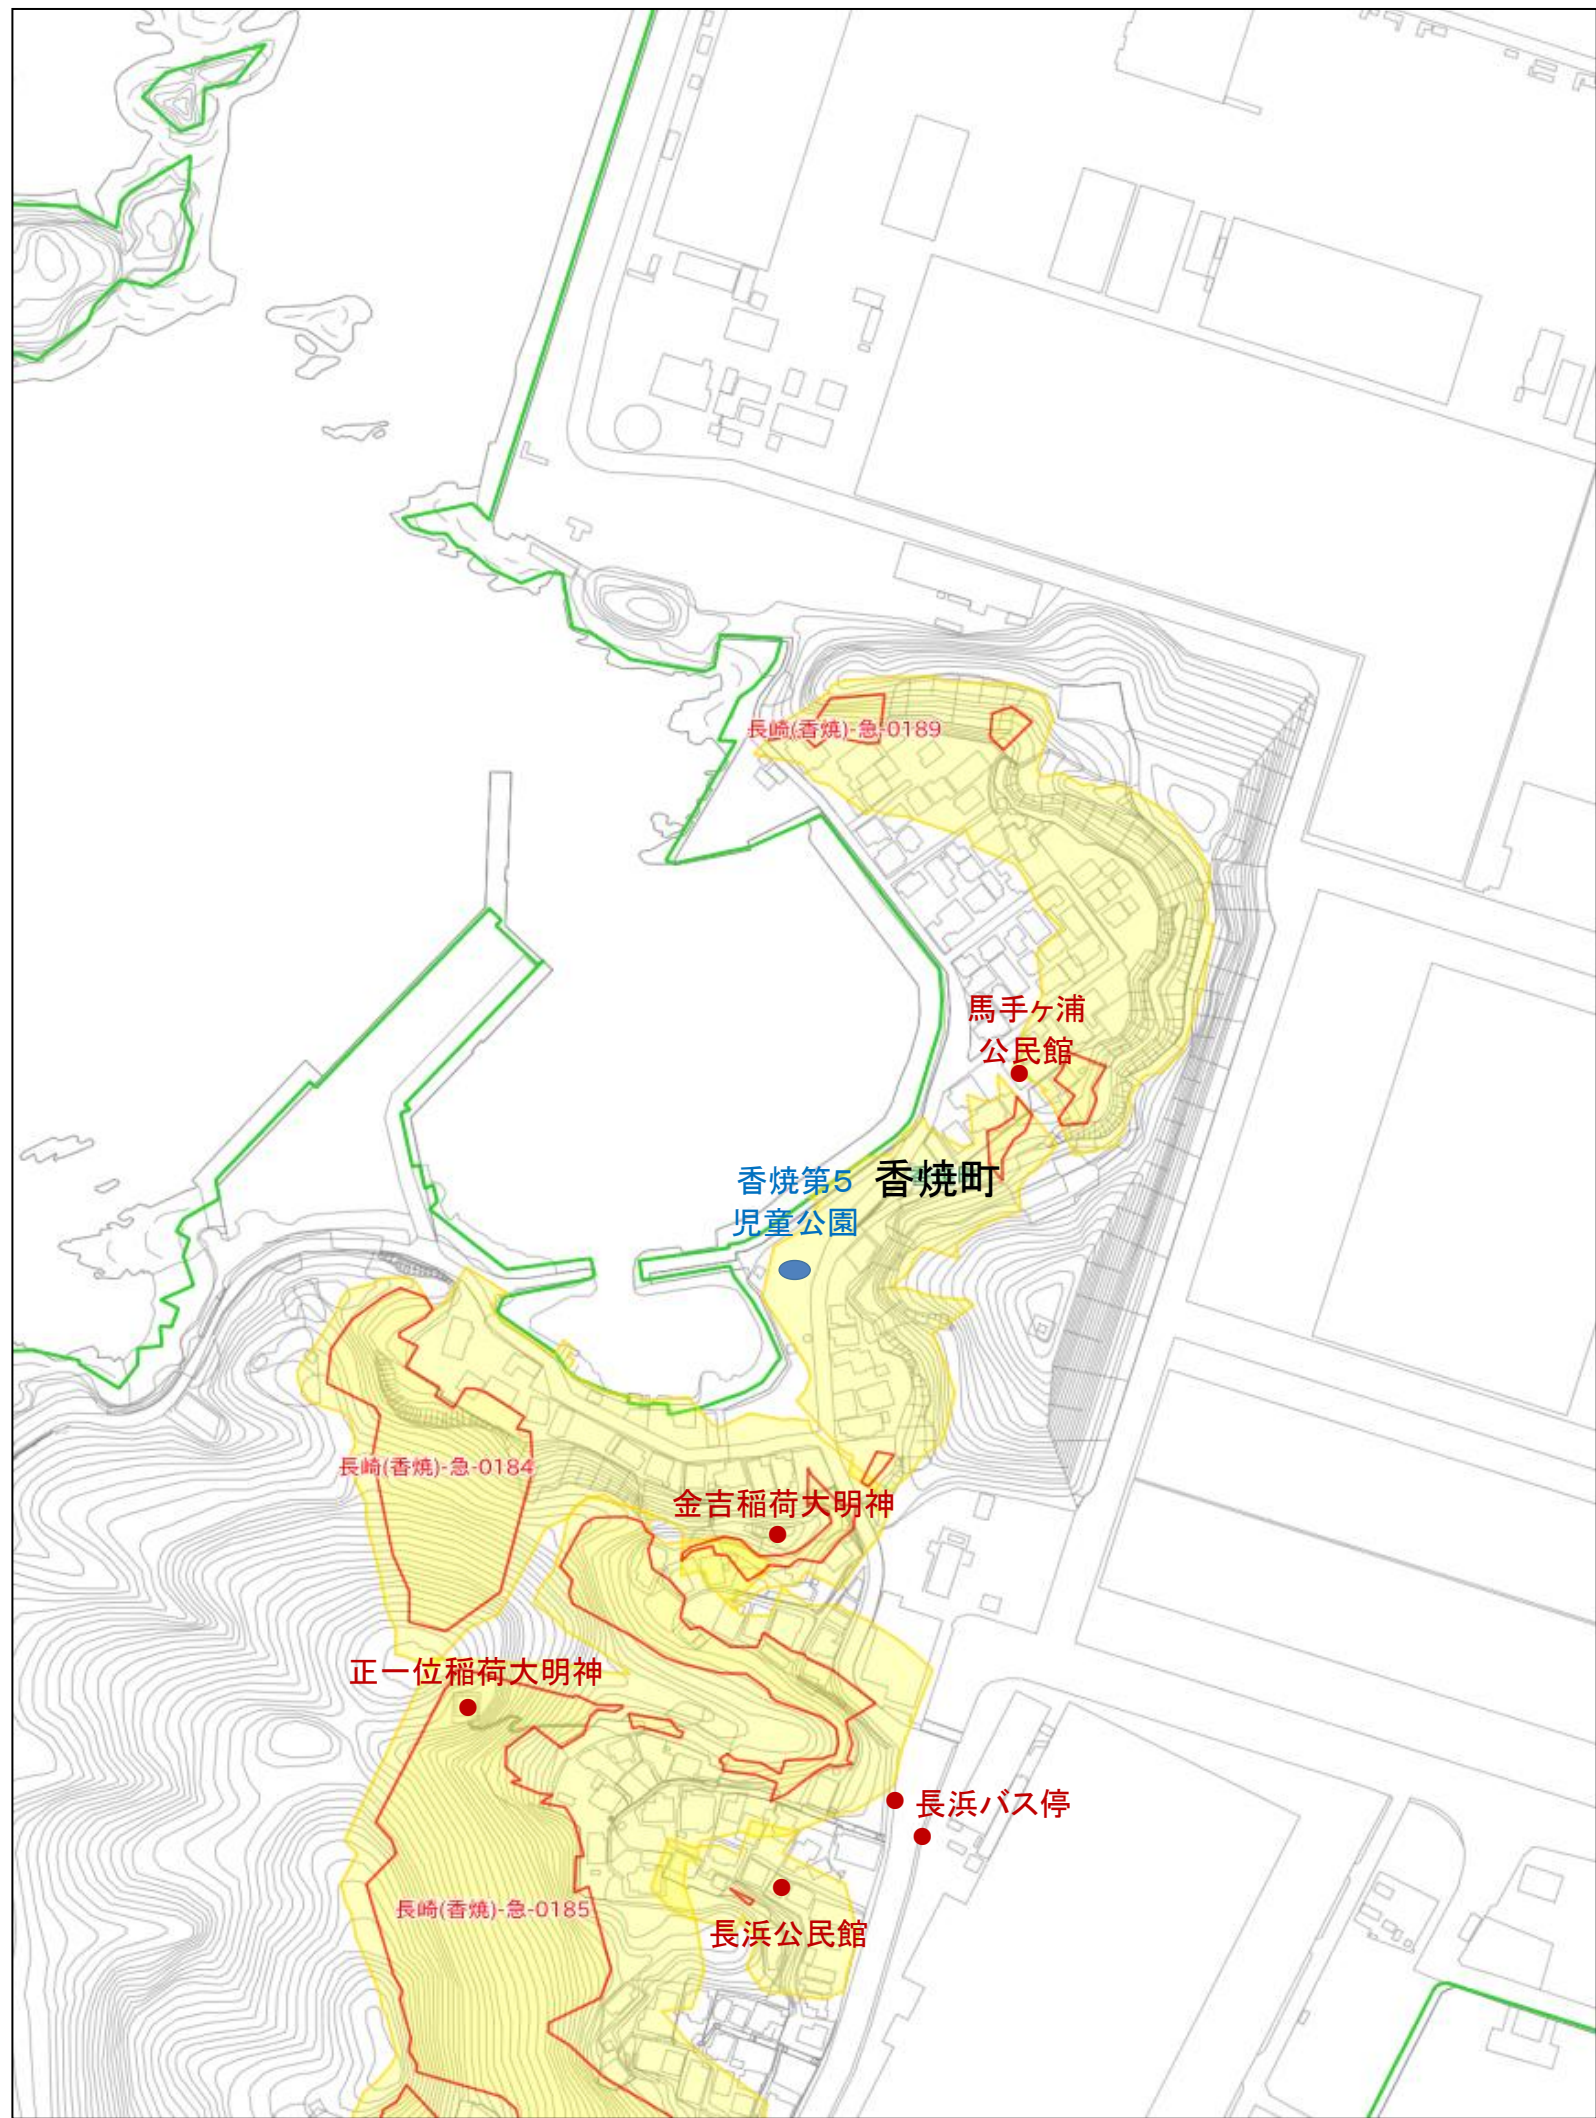 長崎(香焼)-急-0189
馬手ヶ浦
公民館
香焼第5
児童公園
香焼町
長崎(香焼)-急-0184
金吉稲荷大明神
正一位稲荷大明神
長浜バス停
長崎(香焼)-急-0185
長浜公民館